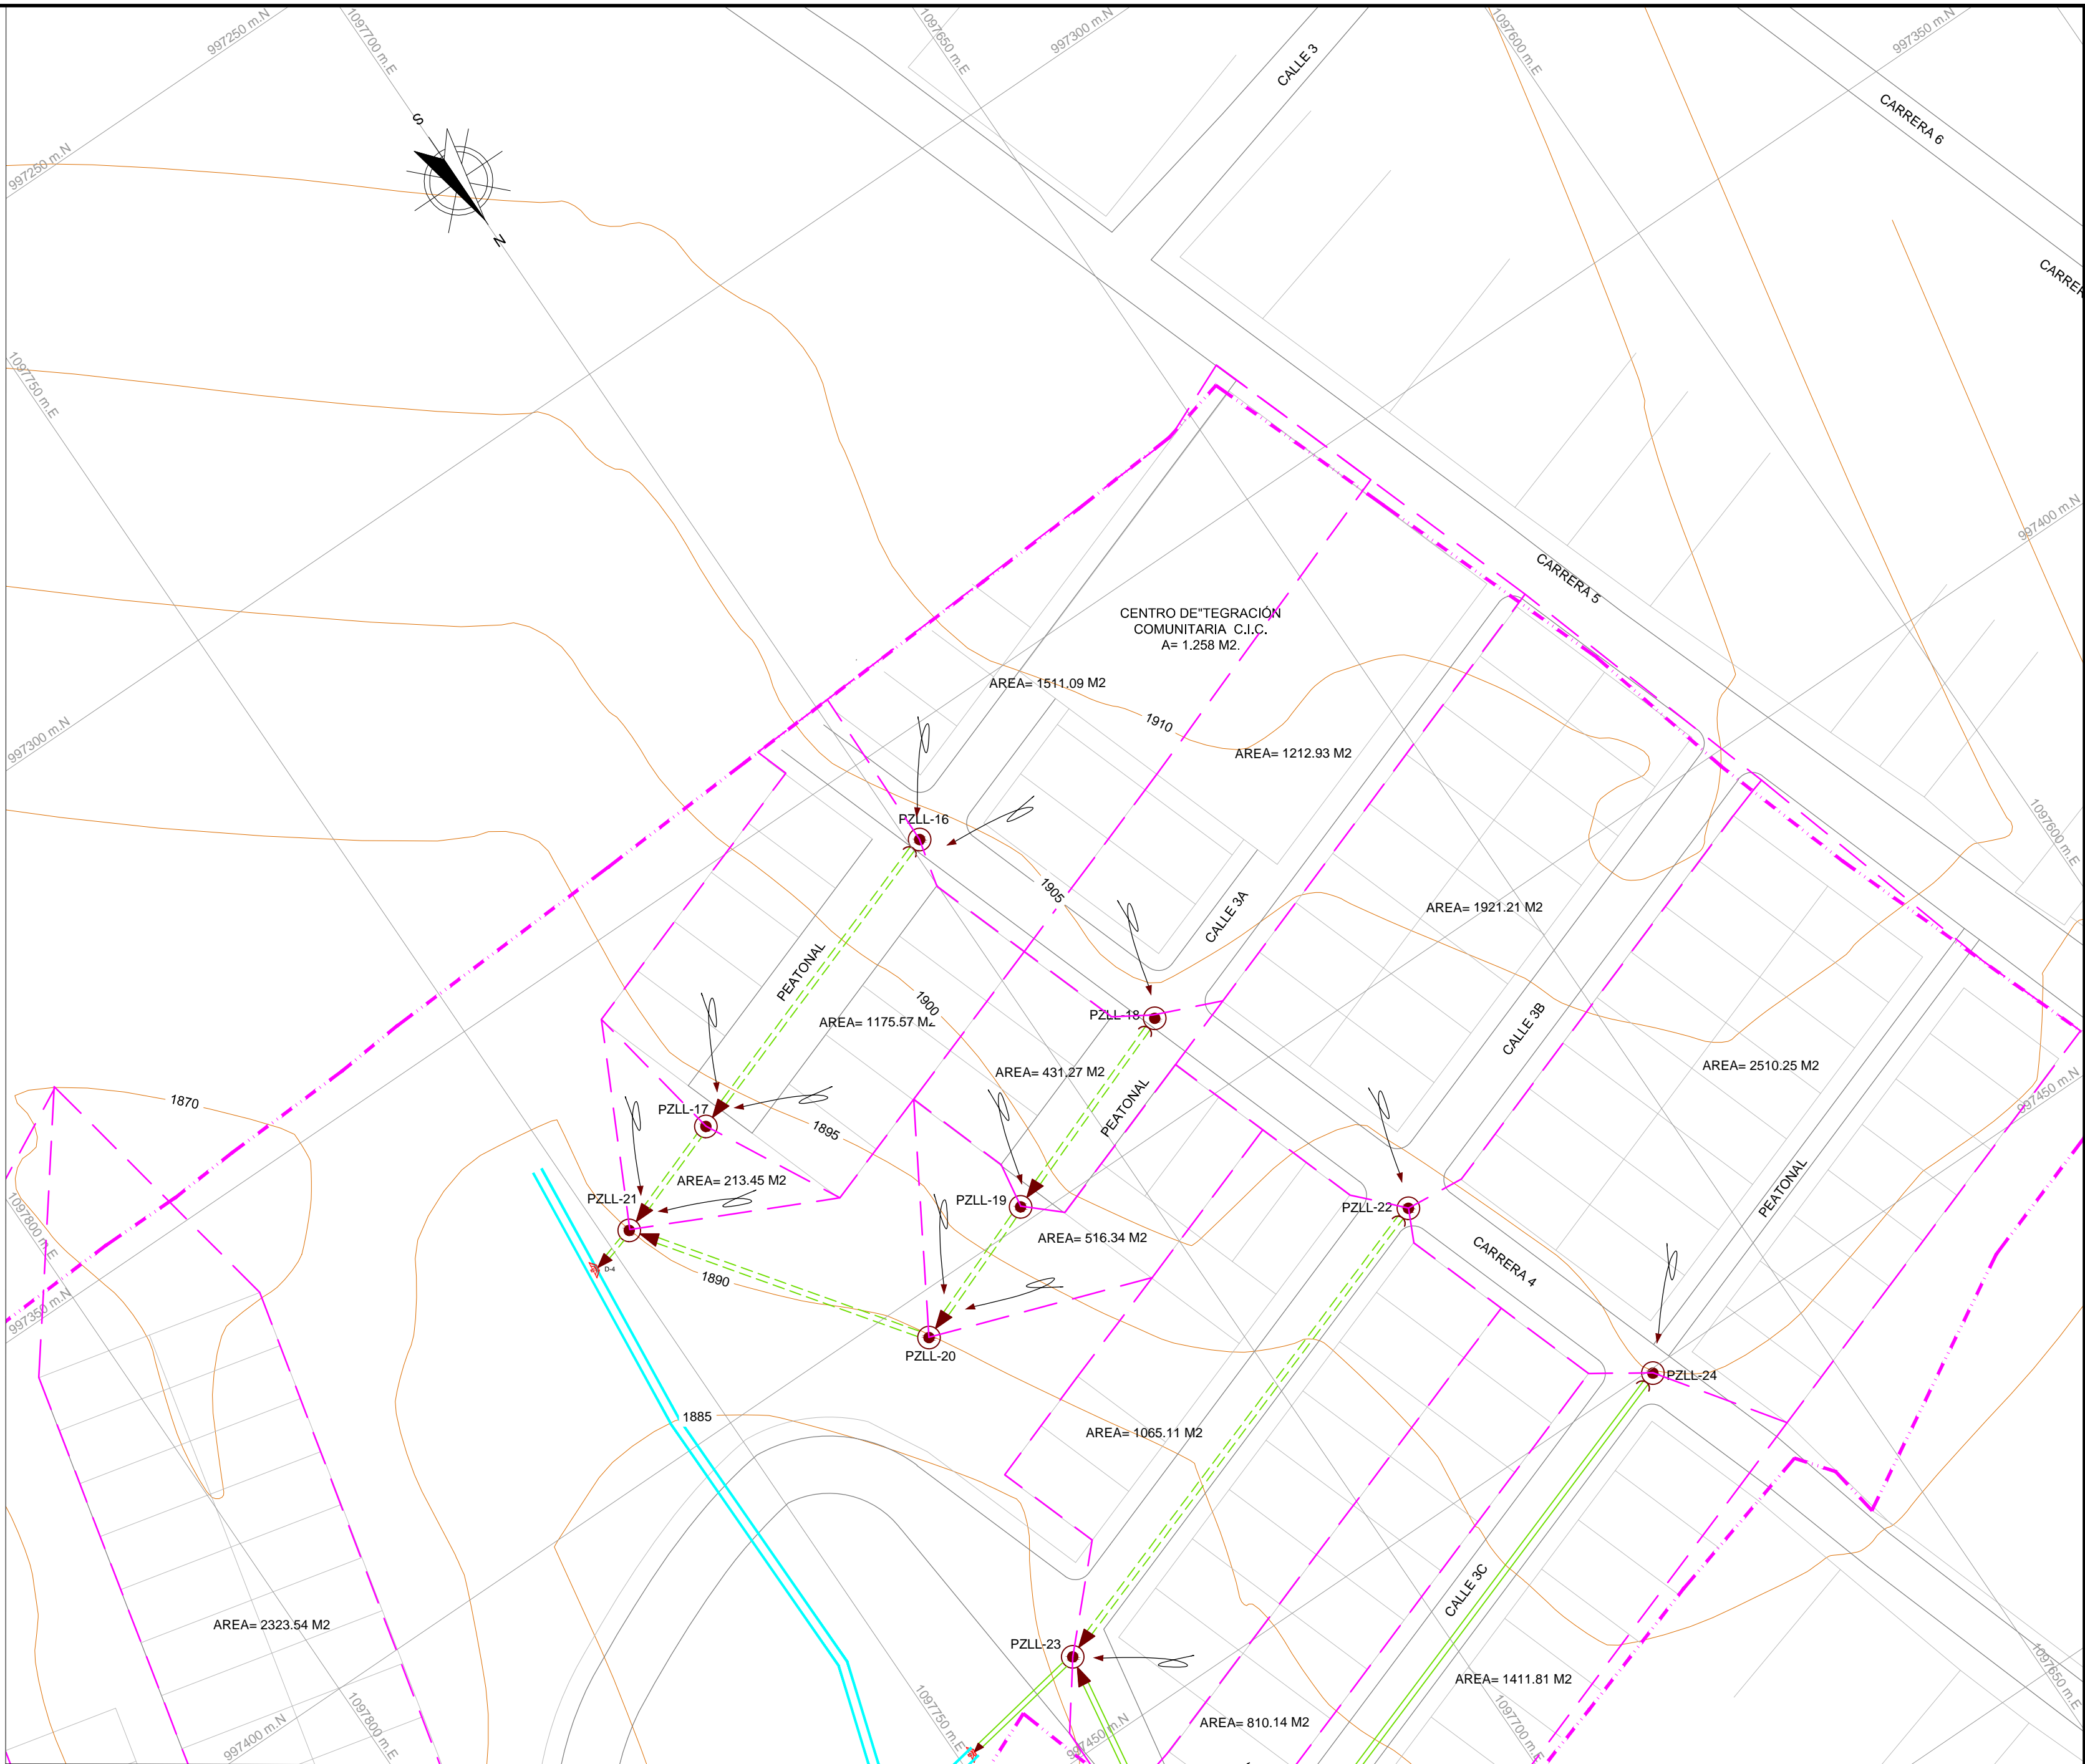 997250 m.N
1097700 m.E
1097650 m.E
997300 m.N
1097600 m.E
997350 m.N
CALLE 3
CARRERA 6
S
N
997250 m.N
CARRER
1097750 m.E
997400 m.N
CARRERA 5
CENTRO DE"TEGRACIÓN
COMUNITARIA C.I.C.
A= 1.258 M2.
AREA= 1511.09 M2
1910
AREA= 1212.93 M2
997300 m.N
PZLL-16
1097600 m.E
1905
CALLE 3A
AREA= 1921.21 M2
PEATONAL
1900
AREA= 1175.57 M2
PZLL-18
CALLE 3B
AREA= 431.27 M2
AREA= 2510.25 M2
PEATONAL
997450 m.N
1870
PZLL-17
1895
AREA= 213.45 M2
PZLL-21
PZLL-19
PZLL-22
PEATONAL
1097800 m.E
AREA= 516.34 M2
CARRERA 4
D-4
1890
997350 m.N
PZLL-20
PZLL-24
1885
AREA= 1065.11 M2
CALLE 3C
AREA= 2323.54 M2
PZLL-23
AREA= 1411.81 M2
1097650 m.E
AREA= 810.14 M2
997400 m.N
1097800 m.E
1097750 m.E
997450 m.N
1097700 m.E